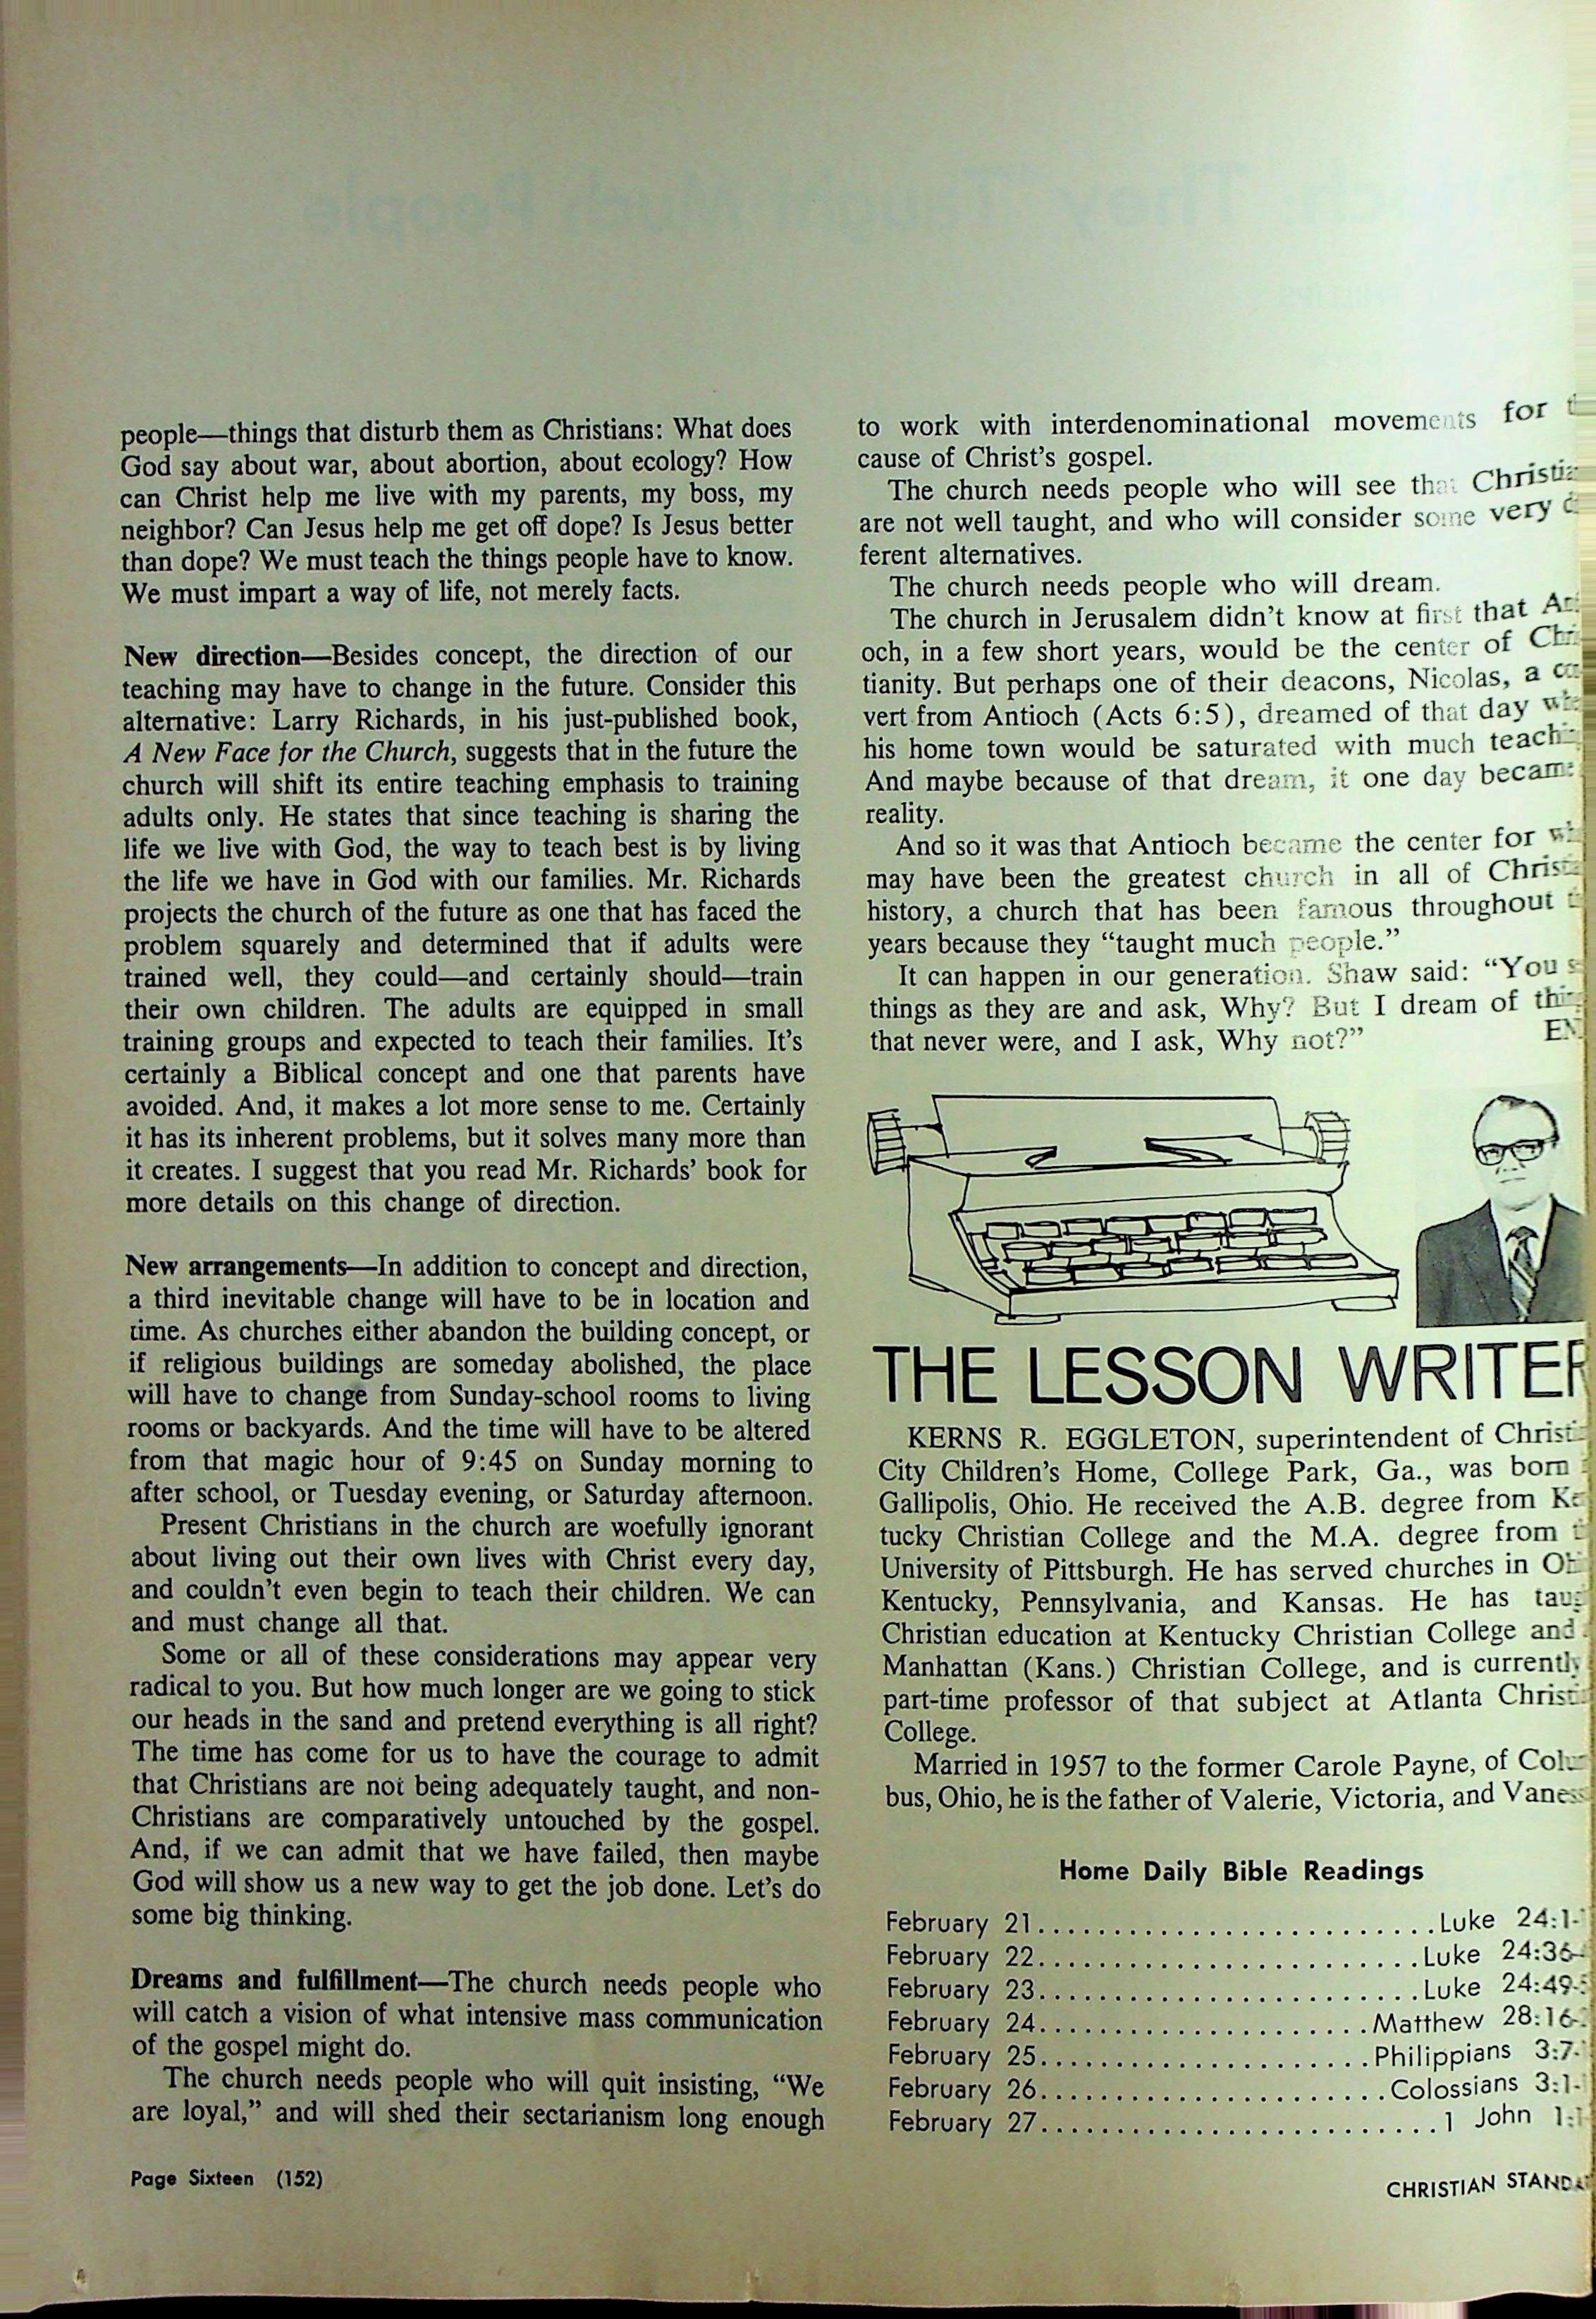 people—things that disturb them as Christians: What does
God say about war, about abortion, about ecology? How
can Christ help me live with my parents, my boss, my
neighbor? Can Jesus help me get off dope? Is Jesus better
than dope? We must teach the things people have to know.
We must impart a way of life, not merely facts.
New direction—Besides concept, the direction of our
teaching may have to change in the future. Consider this
alternative: Larry Richards, in his just-published book,
A New Face for the Church, suggests that in the future the
church will shift its entire teaching emphasis to training
adults only. He states that since teaching is sharing the
life we live with God, the way to teach best is by living
the life we have in God with our families. Mr. Richards
projects the church of the future as one that has faced the
problem squarely and determined that if adults were
trained well, they could—and certainly should—train
their own children. The adults are equipped in small
training groups and expected to teach their families. It's
certainly a Biblical concept and one that parents have
avoided. And, it makes a lot more sense to me. Certainly
it has its inherent problems, but it solves many more than
it creates. I suggest that you read Mr. Richards' book for
more details on this change of direction.
New arrangements—In addition to concept and direction,
a third inevitable change will have to be in location and
time. As churches either abandon the building concept, or
if religious buildings are someday abolished, the place
will have to change from Sunday-school rooms to living
rooms or backyards. And the time will have to be altered
from that magic hour of 9:45 on Sunday morning to
after school, or Tuesday evening, or Saturday afternoon.
Present Christians in the church are woefully ignorant
about living out their own lives with Christ every day,
and couldn't even begin to teach their children. We can
and must change all that.
Some or all of these considerations may appear very
radical to you. But how much longer are we going to stick
our heads in the sand and pretend everything is all right?
The time has come for us to have the courage to admit
that Christians are not being adequately taught, and non-
Christians are comparatively untouched by the gospel.
And, if we can admit that we have failed, then maybe
God will show us a new way to get the job done. Let's do
some big thinking.
Dreams and fulfillment—The church needs people who
will catch a vision of what intensive mass communication
of the gospel might do.
The church needs people who will quit insisting, "We
are loyal," and will shed their sectarianism long enough
to work with interdenominational movements for
cause of Christ's gospel.
The church needs people who will see that
are not well taught, and who will consider some very
ferent alternatives.
The church needs people who will dream.
The church in Jerusalem didn't know at first that
och, in a few short years, would be the center of
tianity. But perhaps one of their deacons, Nicolas, a
vert from Antioch (Acts 6:5), dreamed of that day
his home town would be saturated with much
And maybe because of that dream, it one day became
reality.
And so it was that Antioch became the center for
may have been the greatest church in all of
history, a church that has been famous throughout
years because they "taught much people."
It can happen in our generation. Shaw said: "You
things as they are and ask, Why? But I dream of
that never were, and I ask, Why not?"
THE LESSON WRITER
KERNS R. EGGLETON, superintendent of
City Children's Home, College Park, Ga., was born
Gallipolis, Ohio. He received the A.B. degree from
tucky Christian College and the M.A. degree from
University of Pittsburgh. He has served churches in
Kentucky, Pennsylvania, and Kansas. He has
Christian education at Kentucky Christian College and
Manhattan (Kans.) Christian College, and is currently
part-time professor of that subject at Atlanta
College.
Married in 1957 to the former Carole Payne, of
bus, Ohio, he is the father of Valerie, Victoria, and
Home Daily Bible Readings
February 21..........................Luke 24:1-
February 22.........................Luke 24:36-
February 23.........................Luke 24:49-
February 24......................Matthew 28:16-
February 25......................Philippians 3:7-
February 26.......................Colossians 3:1-
February 27..........................1 John 1:
Page Sixteen (152)
CHRISTIAN